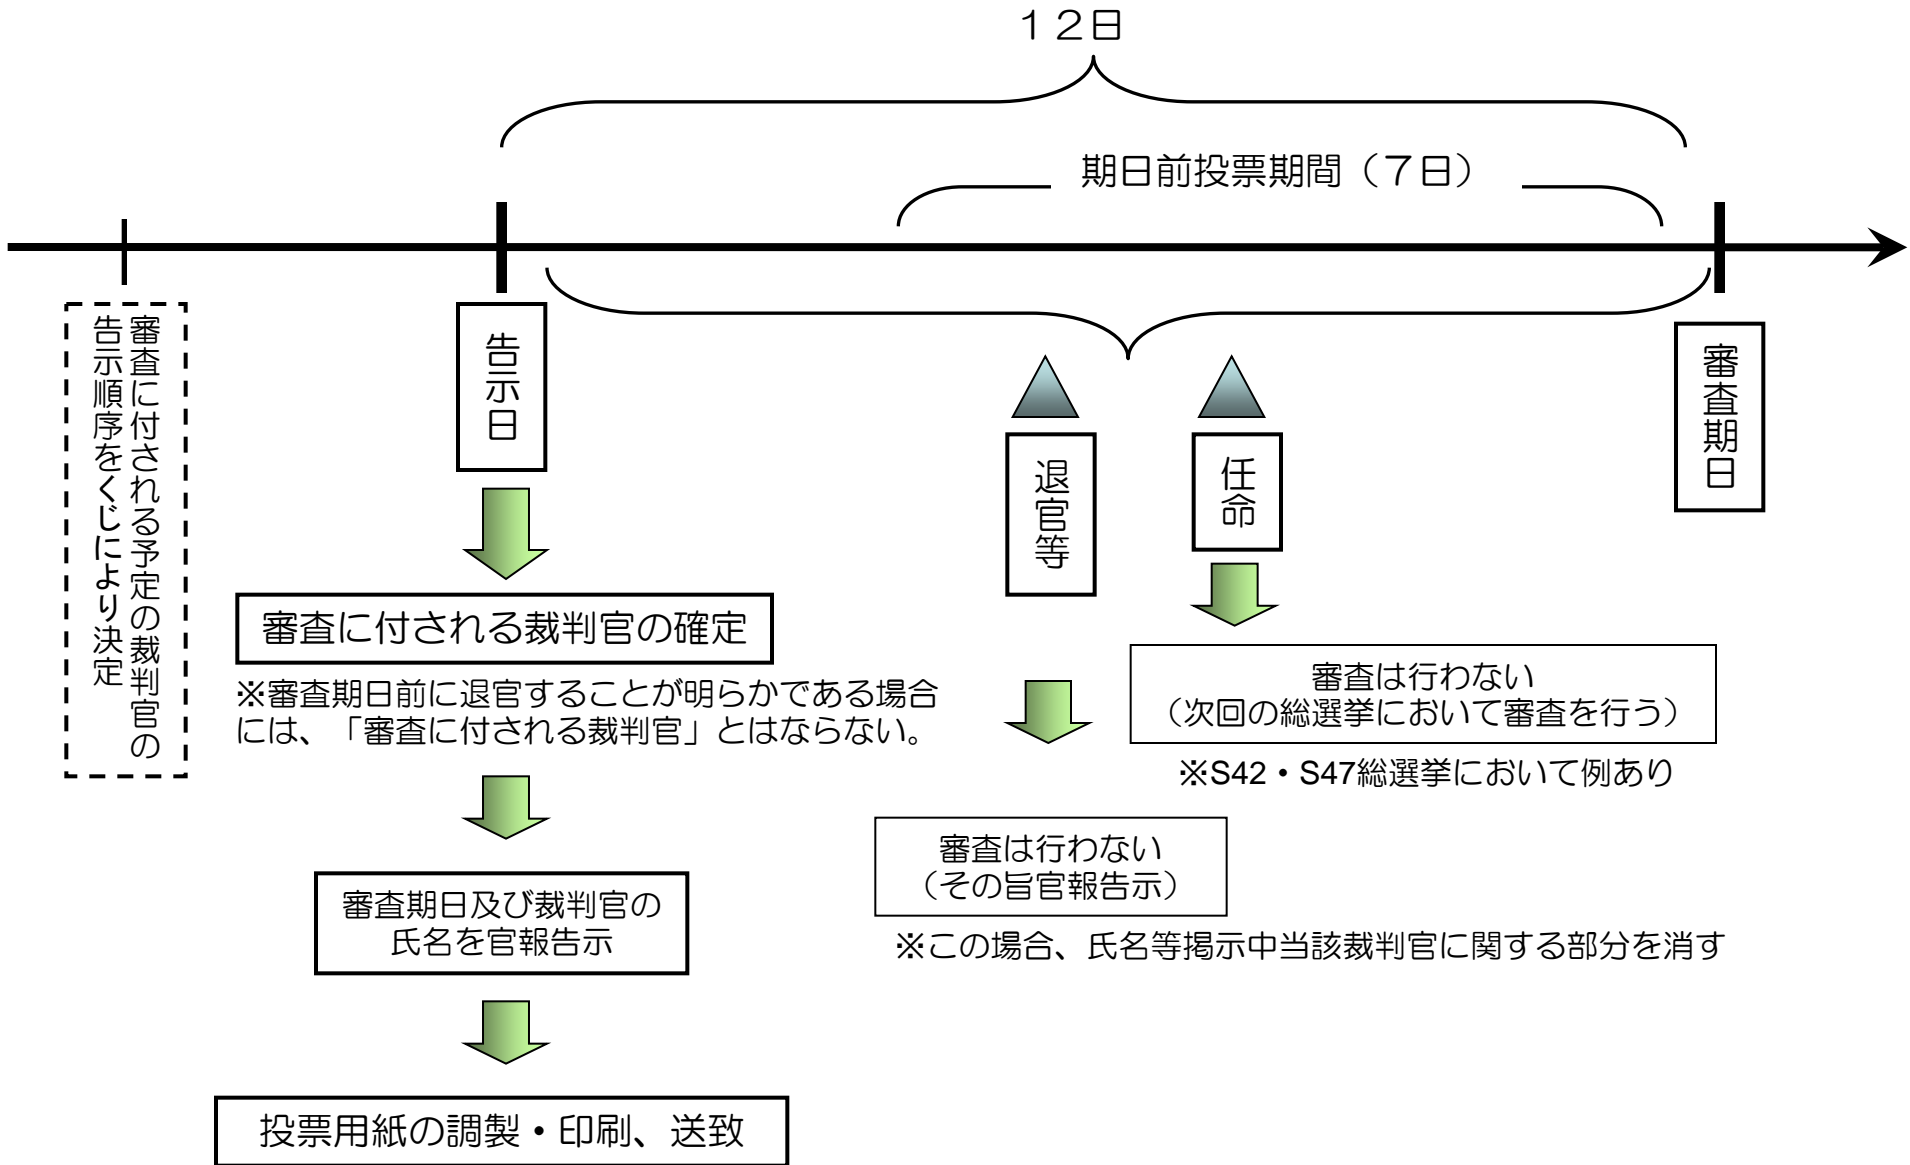 １２日
期日前投票期間（７日）
審査に付される予定の裁判官の
告示順序をくじにより決定
告示日
審査に付される裁判官の確定
※審査期日前に退官することが明らかである場合
には、「審査に付される裁判官」とはならない。
審査期日及び裁判官の
氏名を官報告示
投票用紙の調製・印刷、送致
退官等
審査は行わない
（その旨官報告示）
※この場合、氏名等掲示中当該裁判官に関する部分を消す
任命
審査は行わない
（次回の総選挙において審査を行う）
※S42・S47総選挙において例あり
審査期日